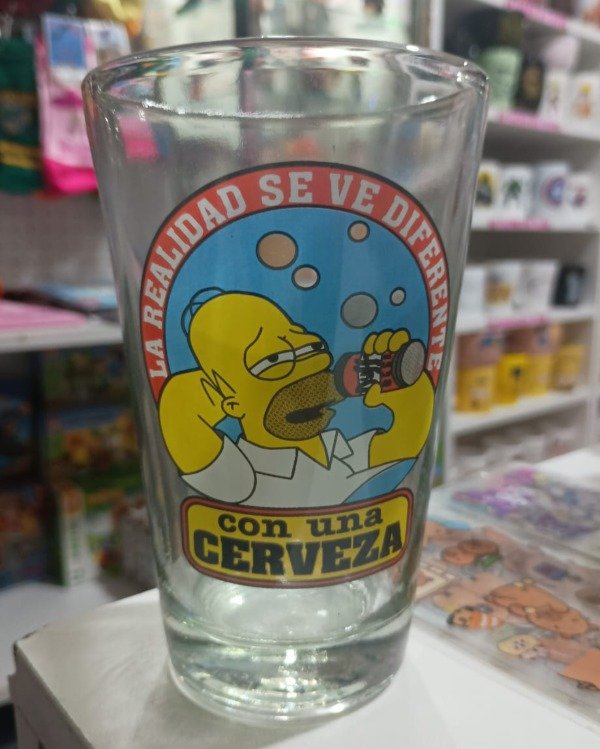 LA REALIDAD SE VE DIFERENTE
con una
CERVEZA